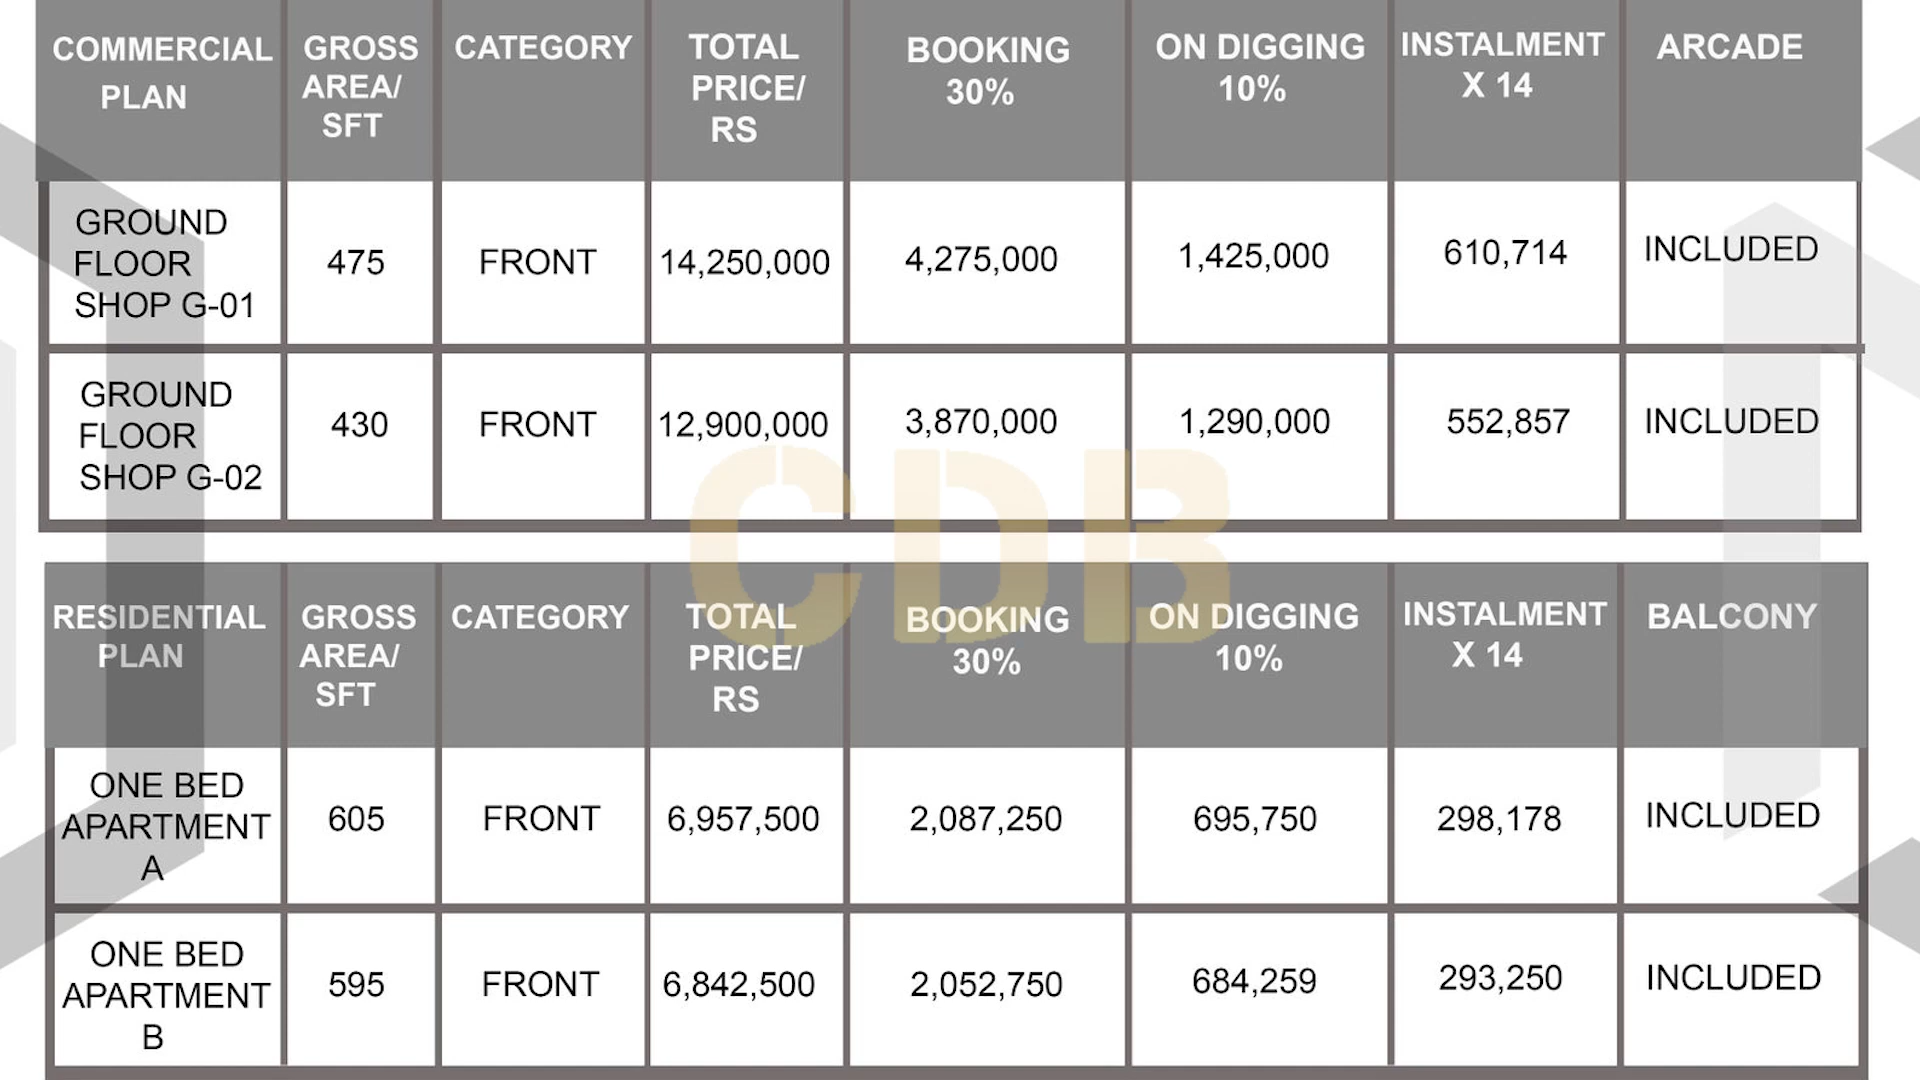 COMMERCIAL PLAN GROSS AREA/ SFT CATEGORY TOTAL PRICE/ RS BOOKING 30% ON DIGGING 10% INSTALMENT X 14 ARCADE
GROUND FLOOR SHOP G-01 475 FRONT 14,250,000 4,275,000 1,425,000 610,714 INCLUDED
GROUND FLOOR SHOP G-02 430 FRONT 12,900,000 3,870,000 1,290,000 552,857 INCLUDED
CDB
RESIDENTIAL PLAN GROSS AREA/ SFT CATEGORY TOTAL PRICE/ RS BOOKING 30% ON DIGGING 10% INSTALMENT X 14 BALCONY
ONE BED APARTMENT A 605 FRONT 6,957,500 2,087,250 695,750 298,178 INCLUDED
ONE BED APARTMENT B 595 FRONT 6,842,500 2,052,750 684,259 293,250 INCLUDED